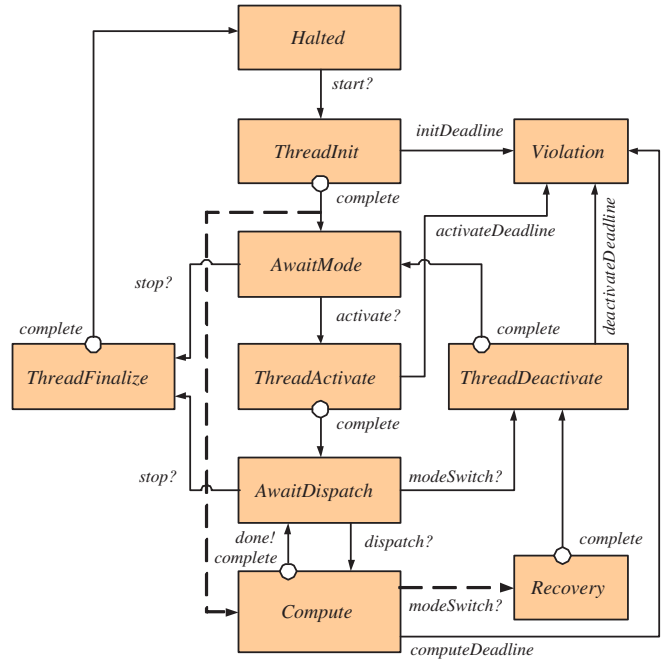 Halted
start?
ThreadInit
initDeadline
Violation
complete
activateDeadline
deactivateDeadline
AwaitMode
stop?
activate?
complete
complete
ThreadFinalize
ThreadActivate
ThreadDeactivate
complete
stop?
AwaitDispatch
modeSwitch?
done!
complete
dispatch?
complete
Compute
modeSwitch?
Recovery
computeDeadline